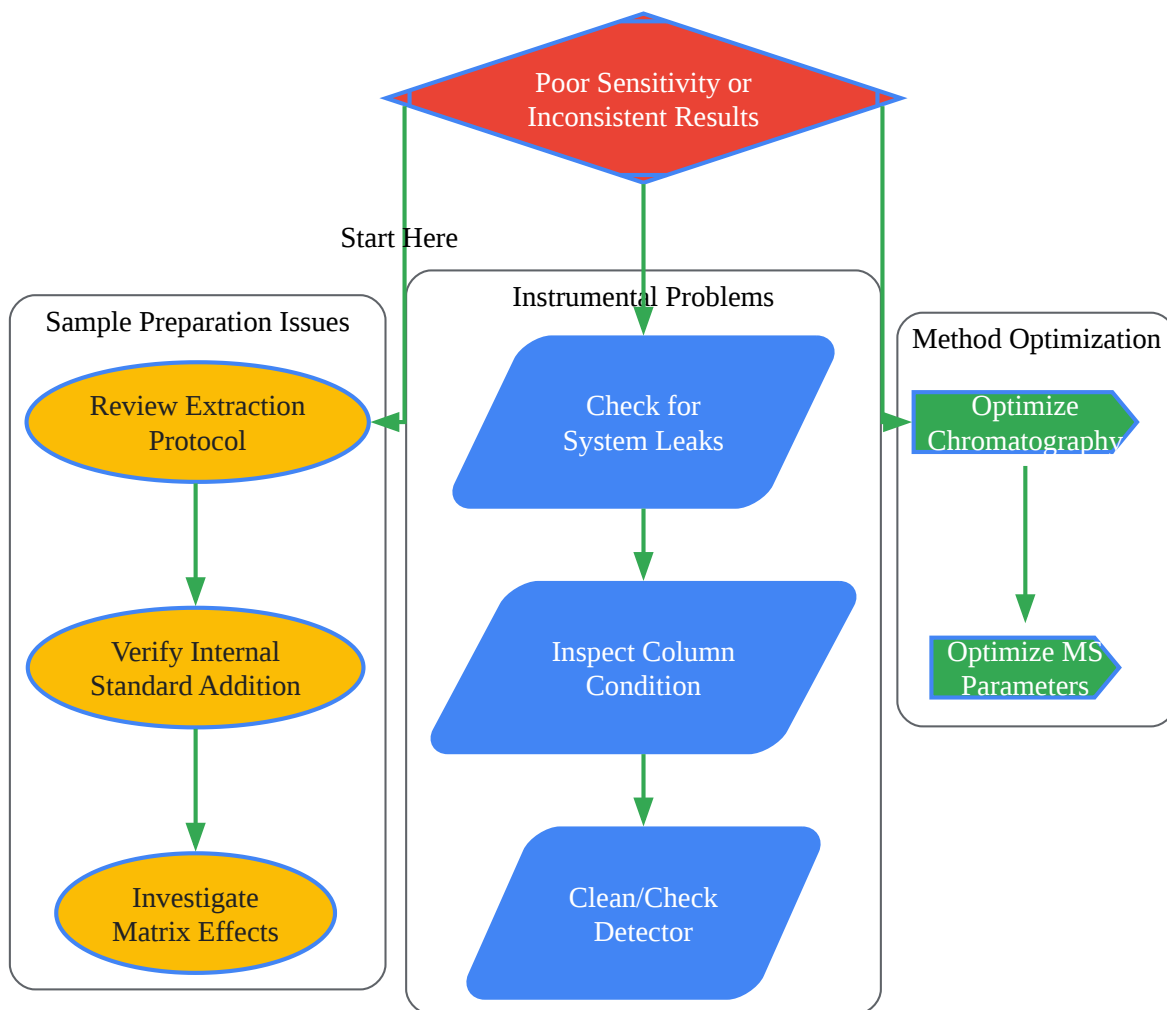 Poor Sensitivity or
Inconsistent Results
Start Here
Sample Preparation Issues
Review Extraction
Protocol
Verify Internal
Standard Addition
Investigate
Matrix Effects
Instrumental Problems
Check for
System Leaks
Inspect Column
Condition
Clean/Check
Detector
Method Optimization
Optimize
Chromatography
Optimize MS
Parameters